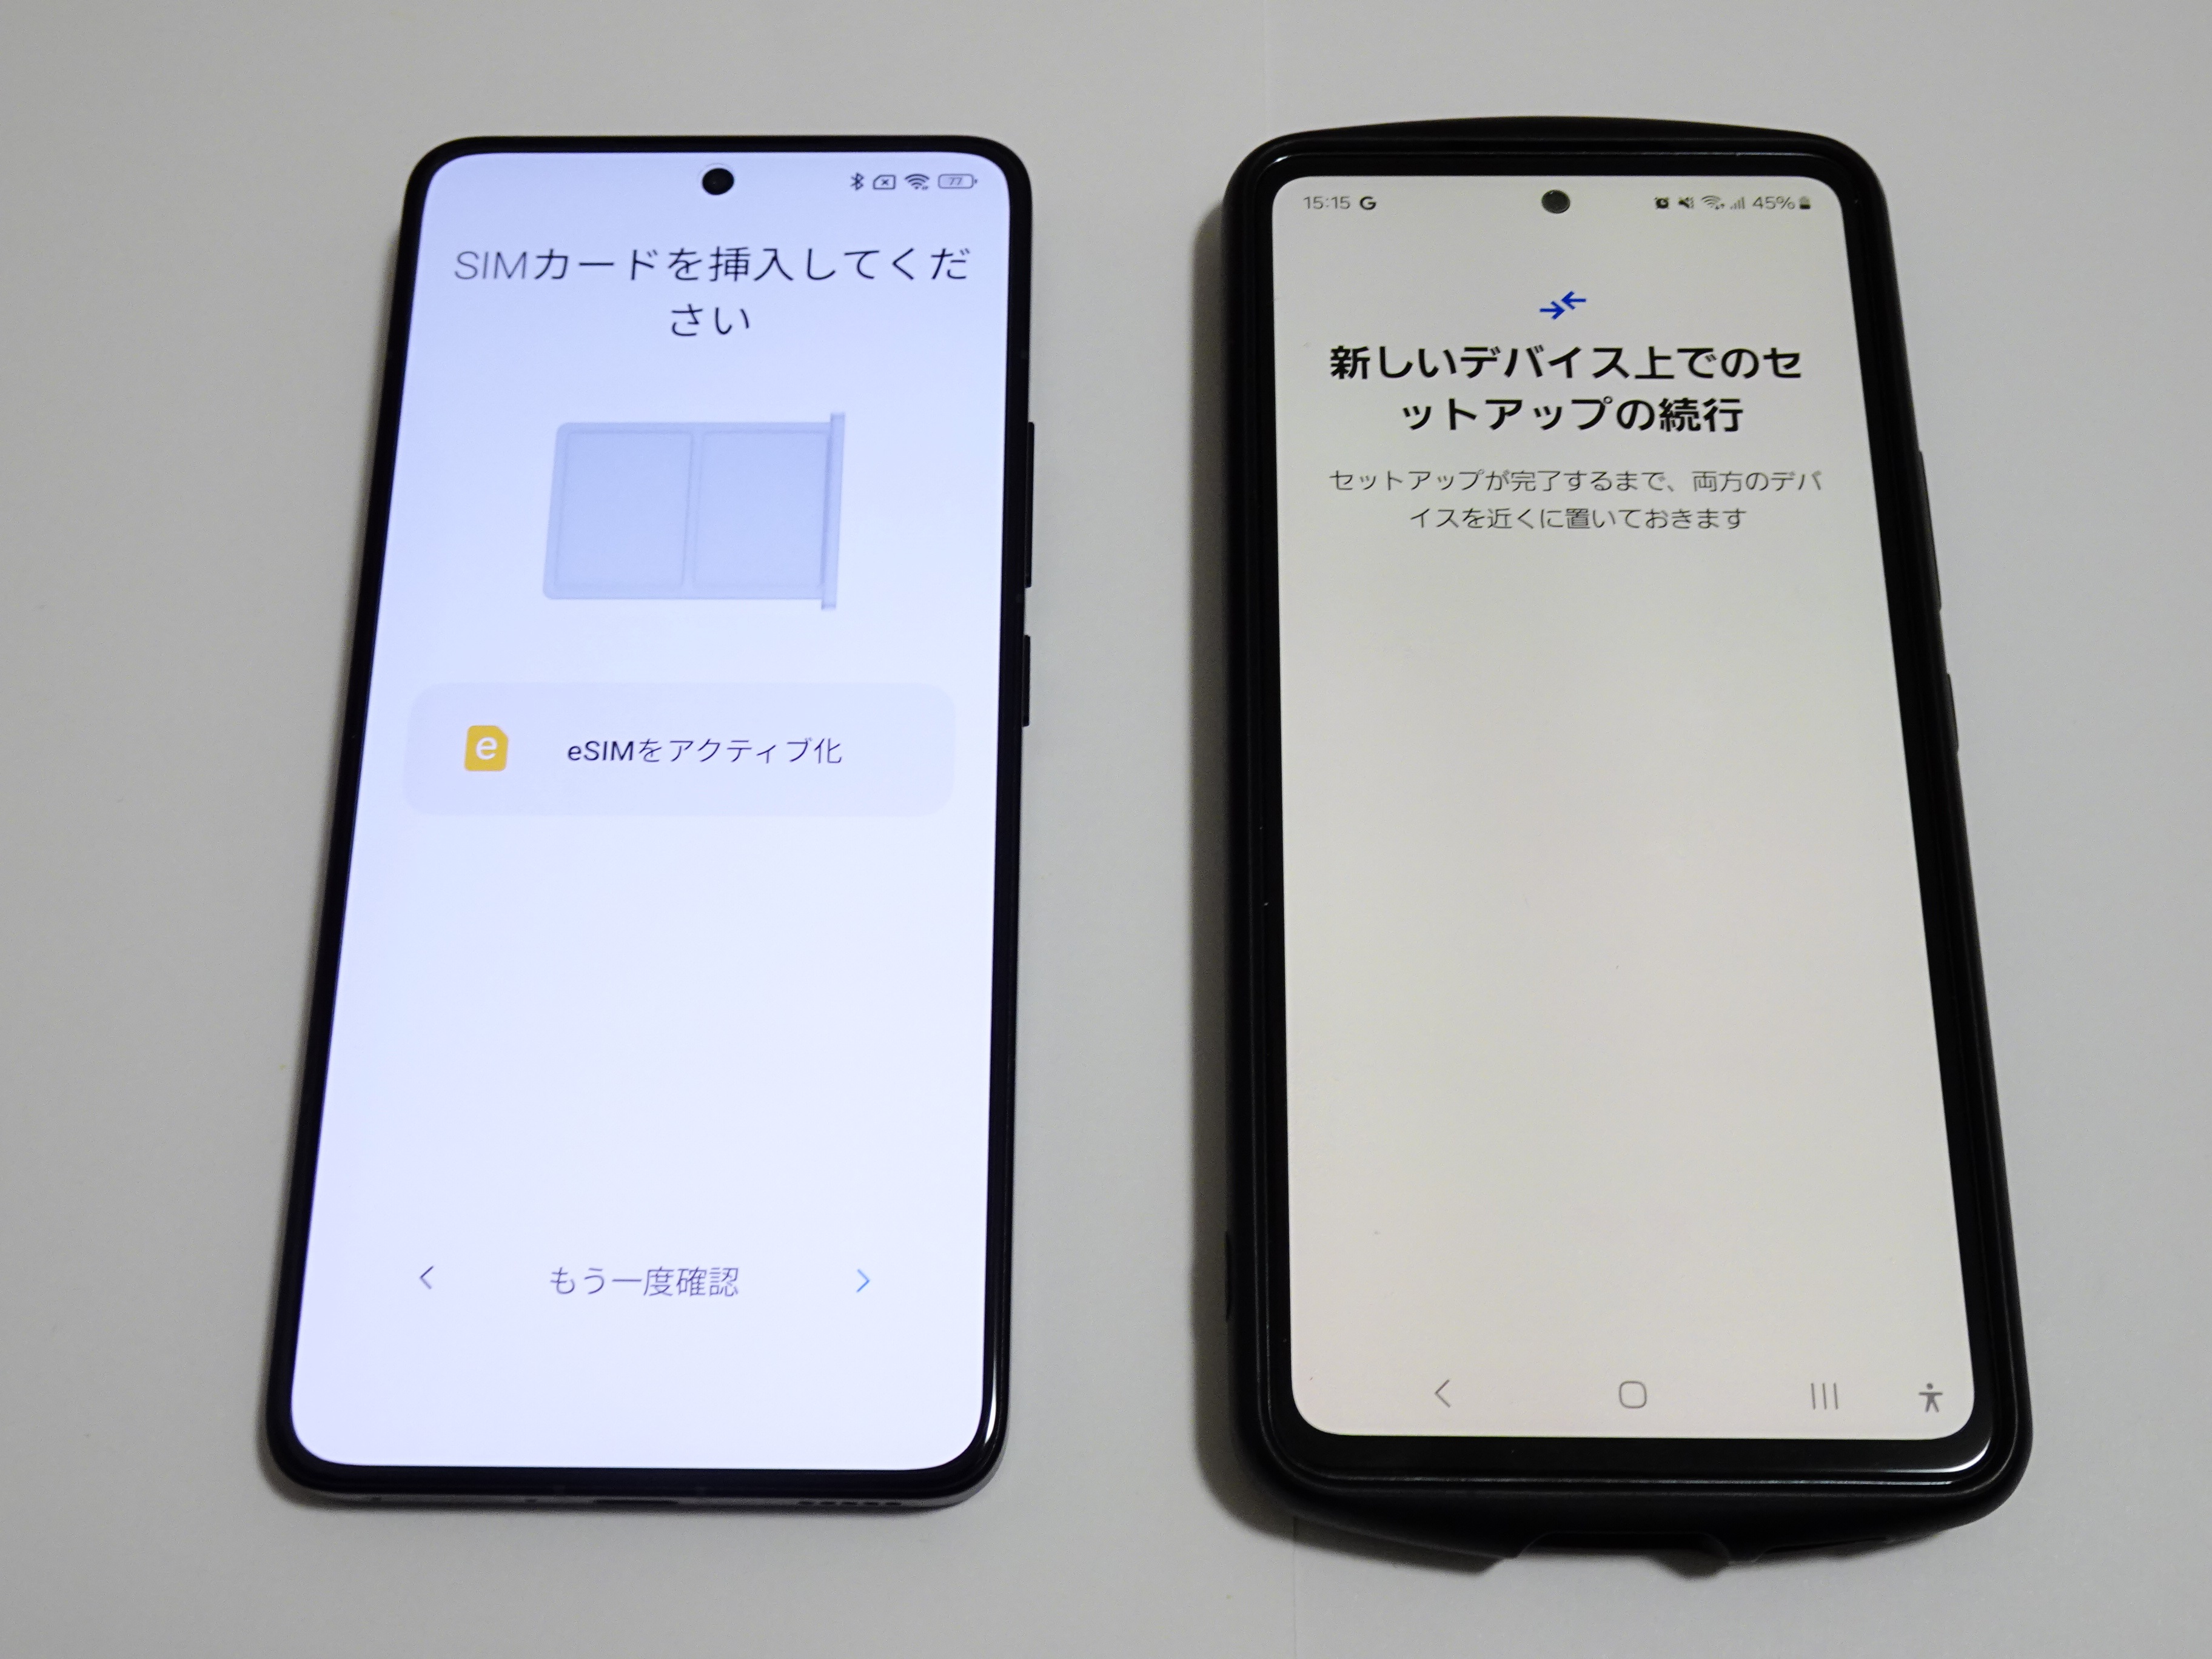 77
SIMカードを挿入してくだ
さい
e
eSIMをアクティブ化
もう一度確認
15:15 G
45%
新しいデバイス上でのセ
ットアップの続行
セットアップが完了するまで、両方のデバ
イスを近くに置いておきます